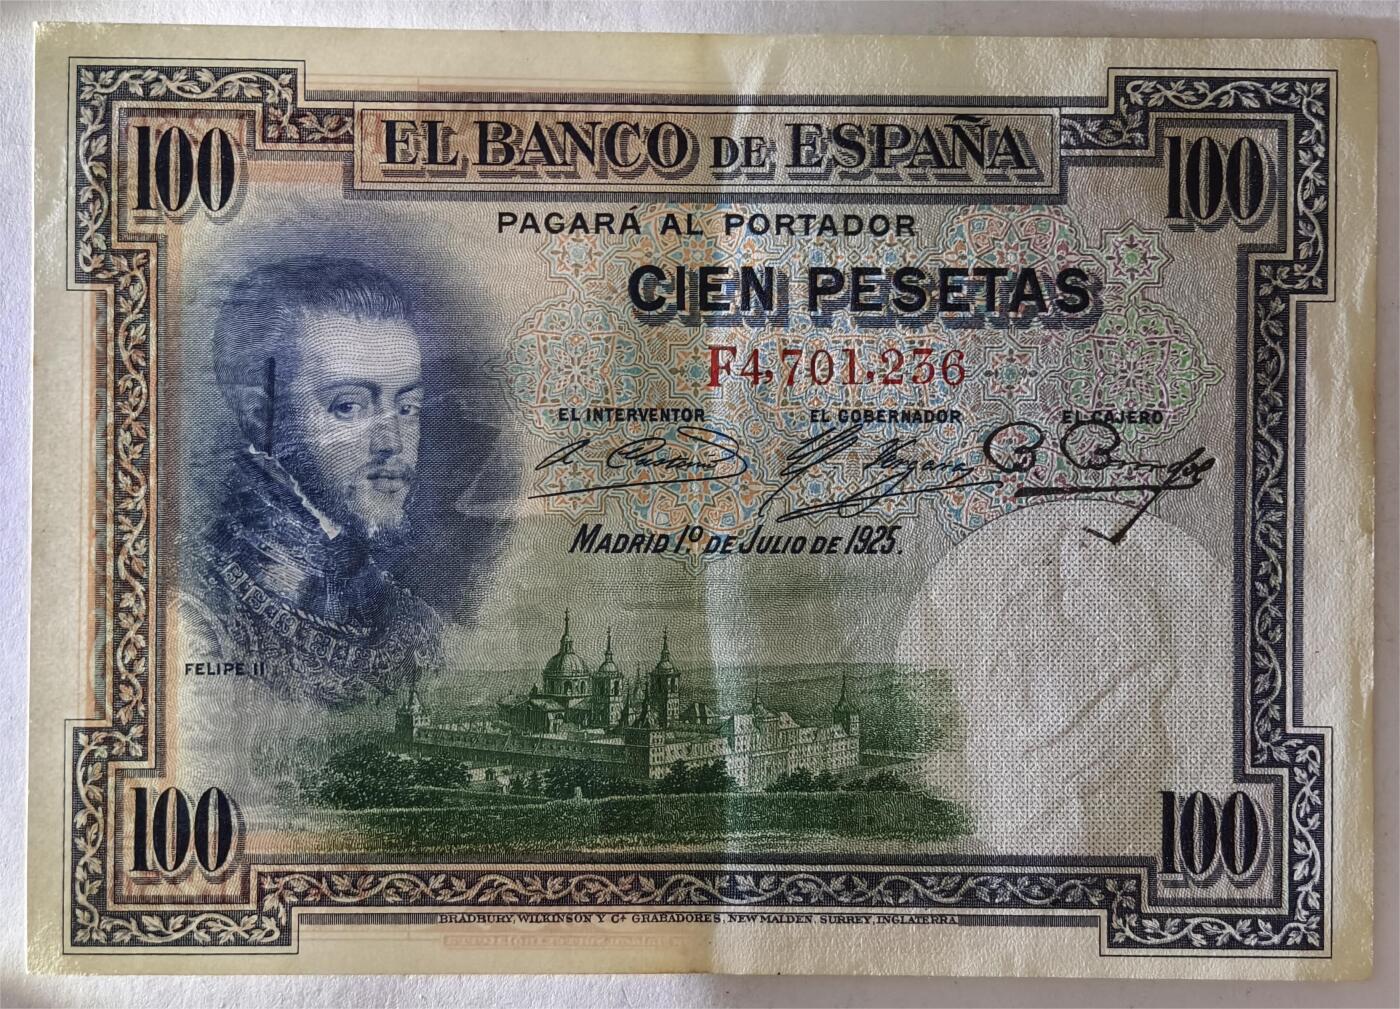 100 EL BANCO DE ESPAÑA 100
PAGARÁ AL PORTADOR
CIEN PESETAS
F4,701,236
EL INTERVENTOR EL GOBERNADOR EL CAJERO
MADRID 1º DE JULIO DE 1925.
FELIPE II
100 100
BRADBURY, WILKINSON Y Cª GRABADORES, NEW MALDEN, SURREY, INGLATERRA